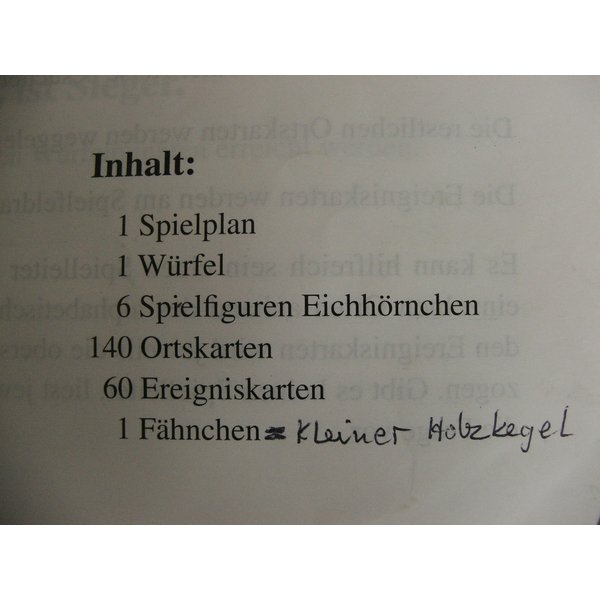 Inhalt:
1 Spielplan
1 Würfel
6 Spielfiguren Eichhörnchen
140 Ortskarten
60 Ereigniskarten
1 Fähnchen = Kleiner Holzkegel